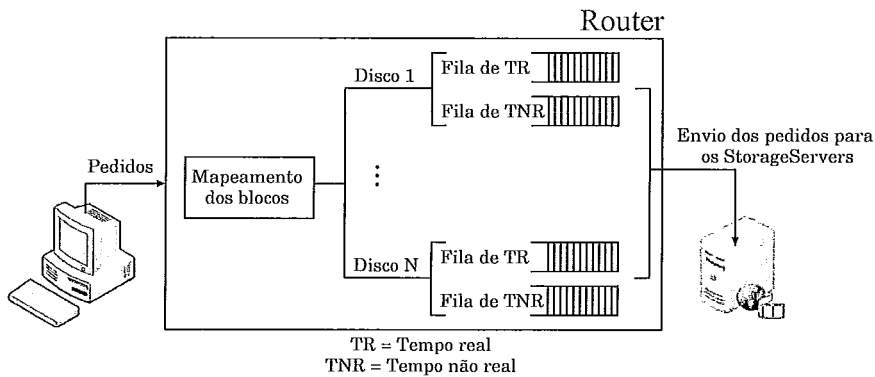 Router
Pedidos
Mapeamento
dos blocos
Disco 1
Fila de TR
Fila de TNR
Disco N
Fila de TR
Fila de TNR
Envio dos pedidos para
os StorageServers
TR = Tempo real
TNR = Tempo não real